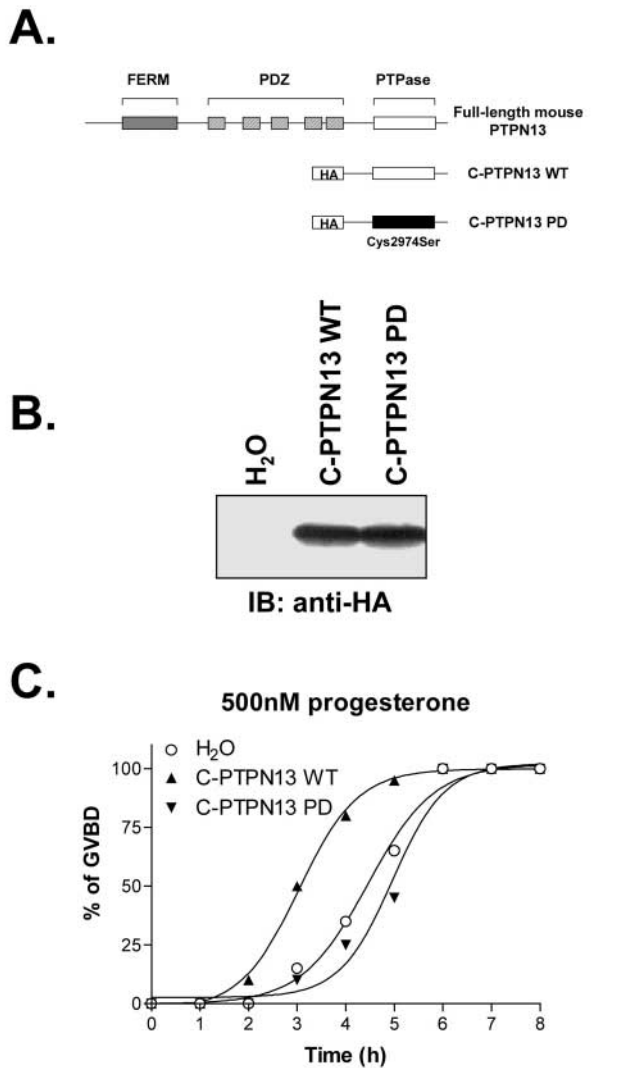 A.
FERM PDZ PTPase
Full-length mouse
PTPN13
HA C-PTPN13 WT
HA C-PTPN13 PD
Cys2974Ser
B.
H₂O
C-PTPN13 WT
C-PTPN13 PD
IB: anti-HA
C.
500nM progesterone
H₂O
C-PTPN13 WT
C-PTPN13 PD
% of GVBD
100
75
50
25
0
0 1 2 3 4 5 6 7 8
Time (h)